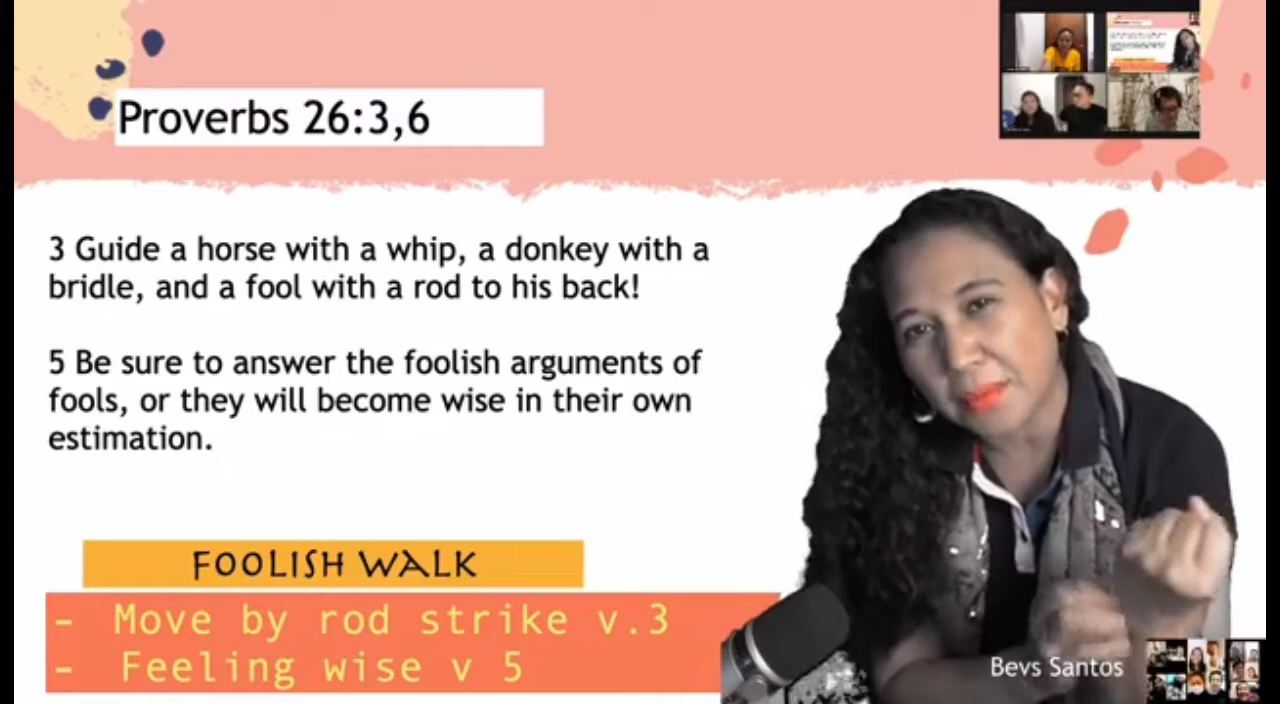 Proverbs 26:3,6
3 Guide a horse with a whip, a donkey with a
bridle, and a fool with a rod to his back!
5 Be sure to answer the foolish arguments of
fools, or they will become wise in their own
estimation.
FOOLISH WALK
- Move by rod strike v.3
- Feeling wise v 5
Bevs Santos